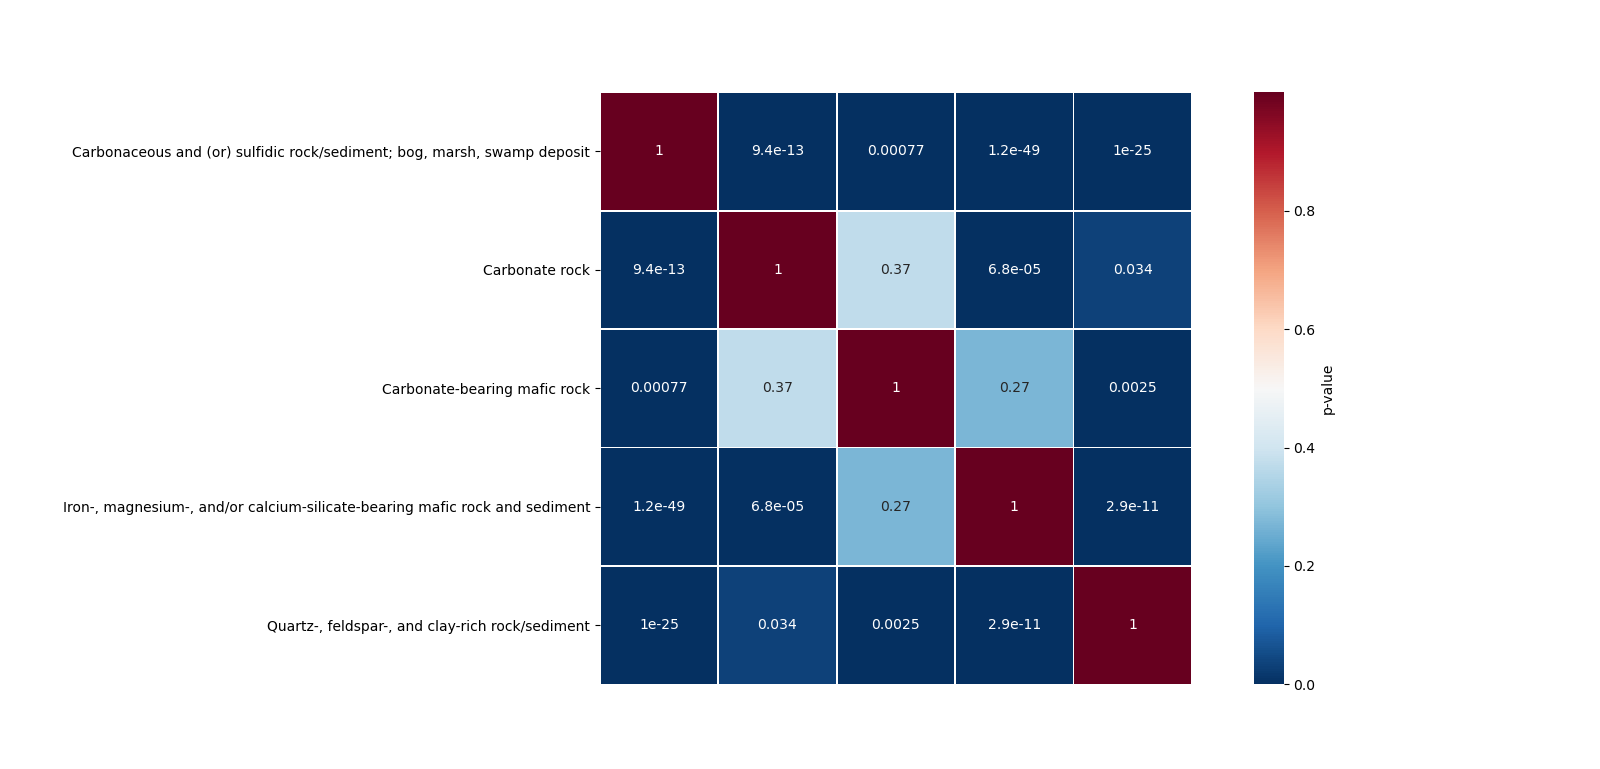 Carbonaceous and (or) sulfidic rock/sediment; bog, marsh, swamp deposit
1 9.4e-13 0.00077 1.2e-49 1e-25
Carbonate rock
9.4e-13 1 0.37 6.8e-05 0.034
Carbonate-bearing mafic rock
0.00077 0.37 1 0.27 0.0025
Iron-, magnesium-, and/or calcium-silicate-bearing mafic rock and sediment
1.2e-49 6.8e-05 0.27 1 2.9e-11
Quartz-, feldspar-, and clay-rich rock/sediment
1e-25 0.034 0.0025 2.9e-11 1
0.8
0.6
0.4
0.2
0.0
p-value